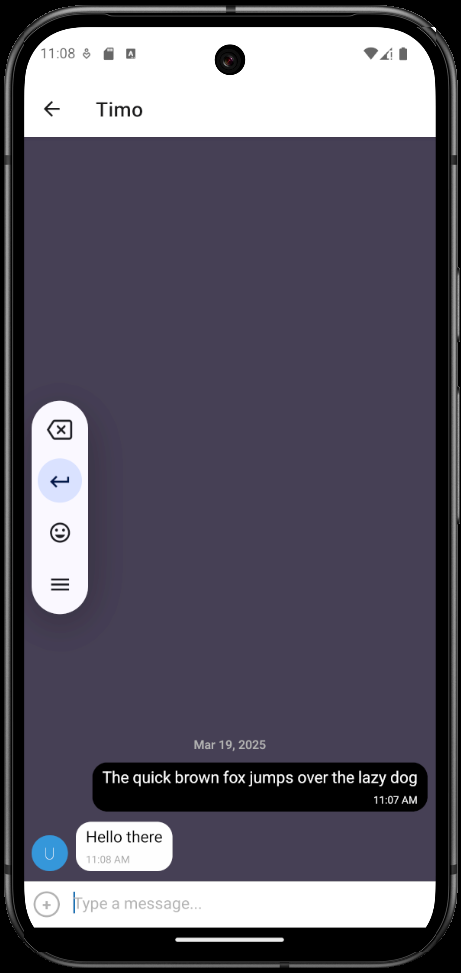 11:08
Timo
Mar 19, 2025
The quick brown fox jumps over the lazy dog
11:07 AM
Hello there
U
11:08 AM
Type a message...